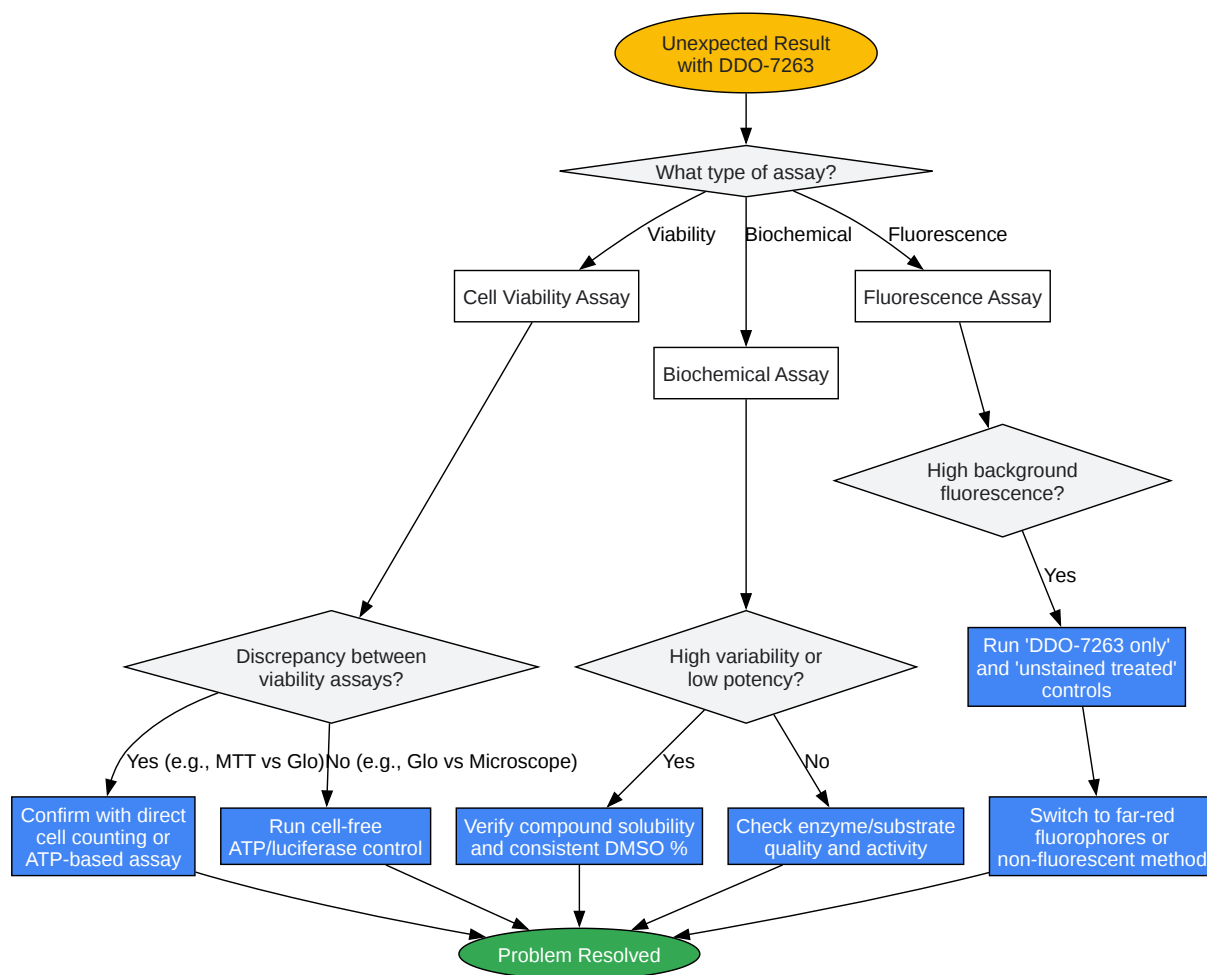 Unexpected Result
with DDO-7263
What type of assay?
Viability
Biochemical
Fluorescence
Cell Viability Assay
Fluorescence Assay
Biochemical Assay
High background
fluorescence?
Yes
Discrepancy between
viability assays?
High variability or
low potency?
Run 'DDO-7263 only'
and 'unstained treated'
controls
Yes (e.g., MTT vs Glo)
No (e.g., Glo vs Microscope)
Yes
No
Confirm with direct
cell counting or
ATP-based assay
Run cell-free
ATP/luciferase control
Verify compound solubility
and consistent DMSO %
Check enzyme/substrate
quality and activity
Switch to far-red
fluorophores or
non-fluorescent method
Problem Resolved